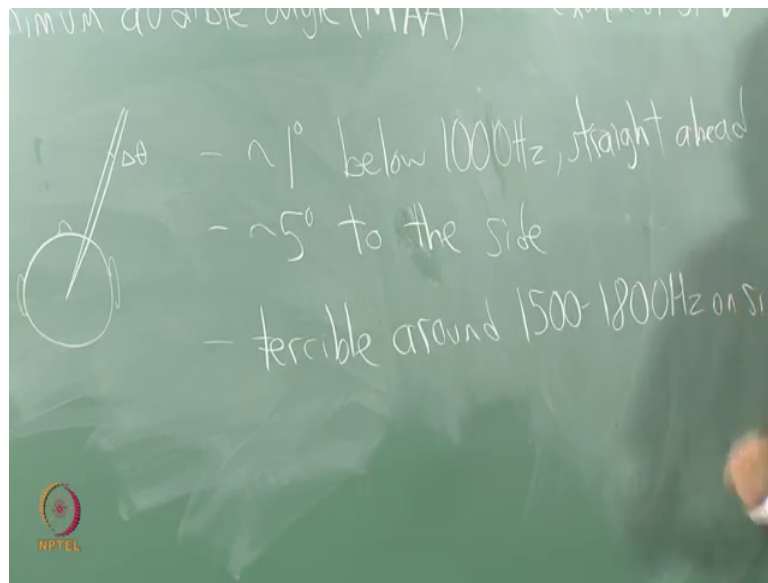 nimum audible angle (MAA)
Δθ
- ~1° below 1000Hz, straight ahead
- ~5° to the side
- terrible around 1500-1800Hz on si
NPTEL